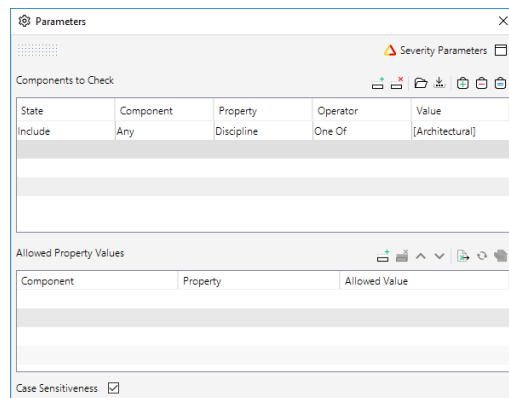 Parameters
Severity Parameters
Components to Check
State Component Property Operator Value
Include Any Discipline One Of [Architectural]
Allowed Property Values
Component Property Allowed Value
Case Sensitiveness